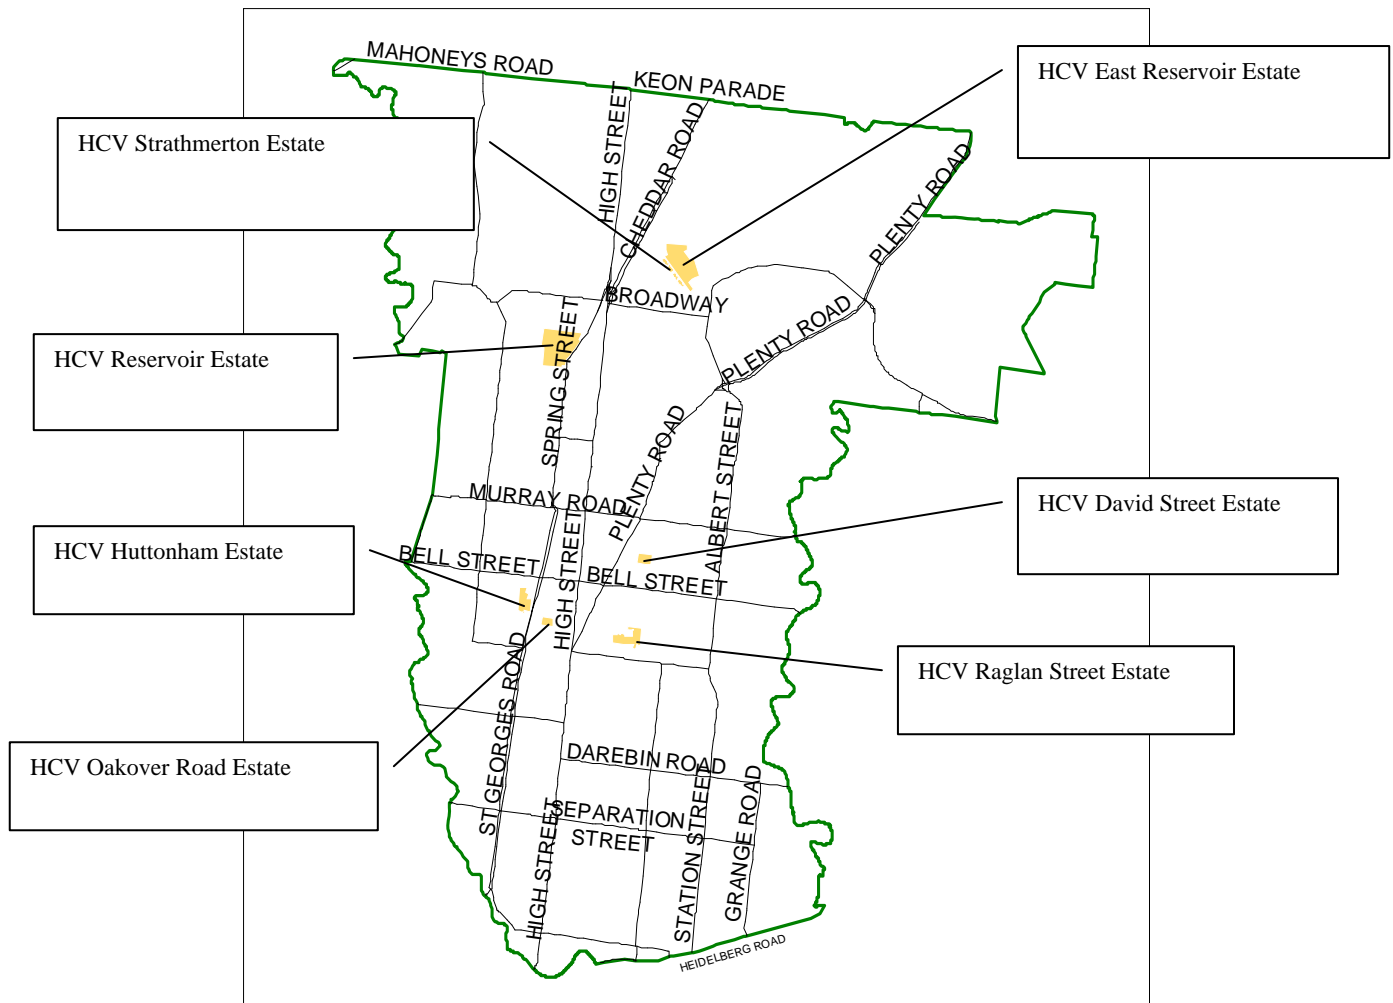 MAHONEYS ROAD
KEON PARADE
HCV East Reservoir Estate
HCV Strathmerton Estate
HIGH STREET
CHEDDAR ROAD
PLENTY ROAD
BROADWAY
PLENTY ROAD
HCV Reservoir Estate
SPRING STREET
PLENTY ROAD
ALBERT STREET
MURRAY ROAD
HCV David Street Estate
HCV Huttonham Estate
BELL STREET
HIGH STREET
BELL STREET
HCV Raglan Street Estate
ST GEORGES ROAD
HCV Oakover Road Estate
DAREBIN ROAD
SEPARATION
STREET
HIGH STREET
STATION STREET
GRANGE ROAD
HEIDELBERG ROAD